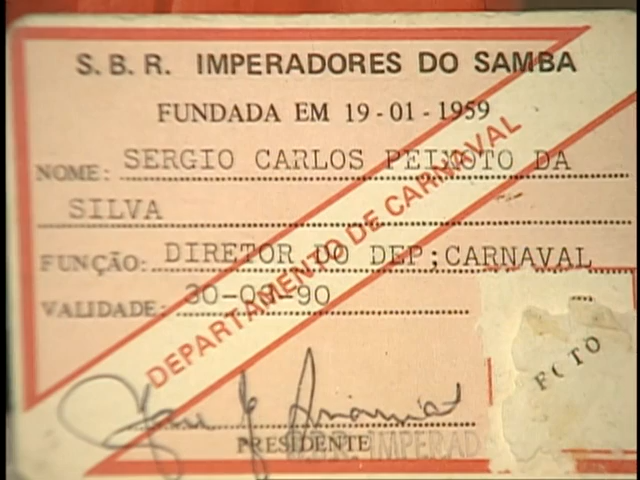 S. B. R. IMPERADORES DO SAMBA
FUNDADA EM 19-01-1959
NOME: SERGIO CARLOS PEIXOTO DA
SILVA
FUNÇÃO: DIRETOR DO DEP;CARNAVAL
VALIDADE: 30-03-90
DEPARTAMENTO DE CARNAVAL
FOTO
PRESIDENTE
S.B.R. IMPERAD